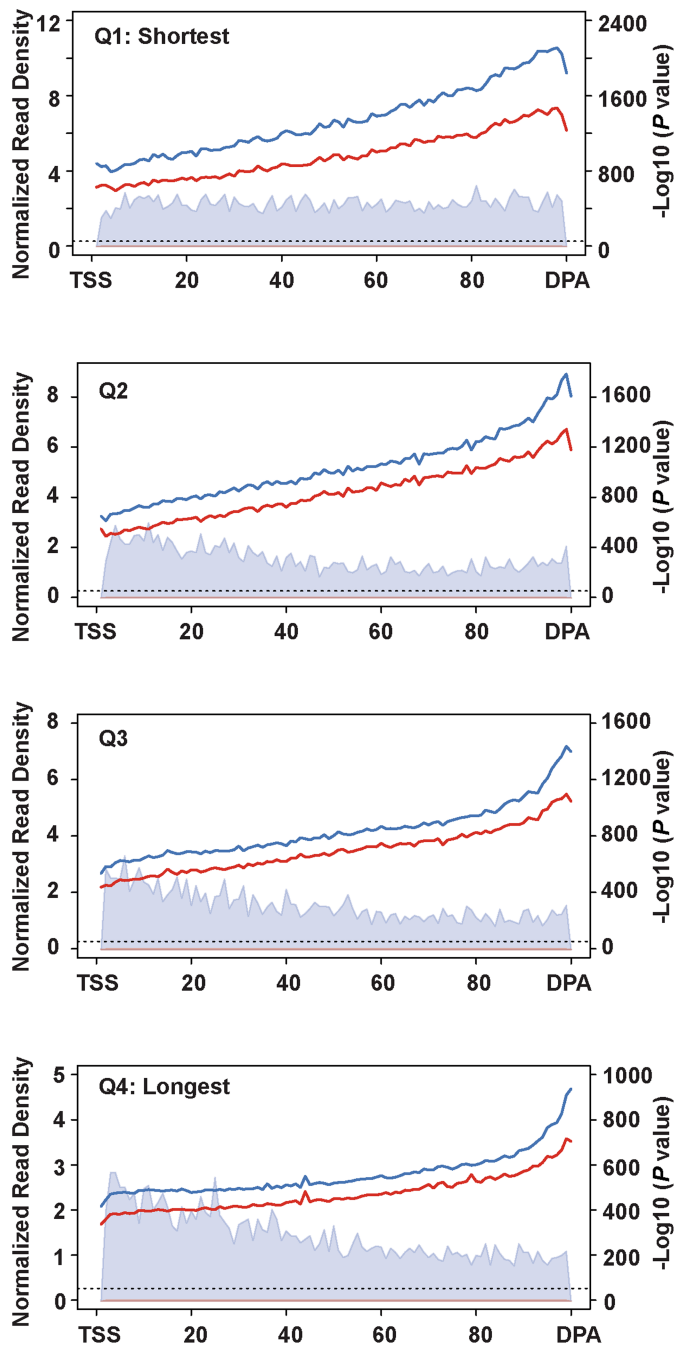 Q1: Shortest
Normalized Read Density
12
8
4
0
2400
1600
800
0
-Log10 (P value)
TSS 20 40 60 80 DPA
Q2
Normalized Read Density
8
6
4
2
0
1600
1200
800
400
0
-Log10 (P value)
TSS 20 40 60 80 DPA
Q3
Normalized Read Density
8
6
4
2
0
1600
1200
800
400
0
-Log10 (P value)
TSS 20 40 60 80 DPA
Q4: Longest
Normalized Read Density
5
4
3
2
1
0
1000
800
600
400
200
0
-Log10 (P value)
TSS 20 40 60 80 DPA